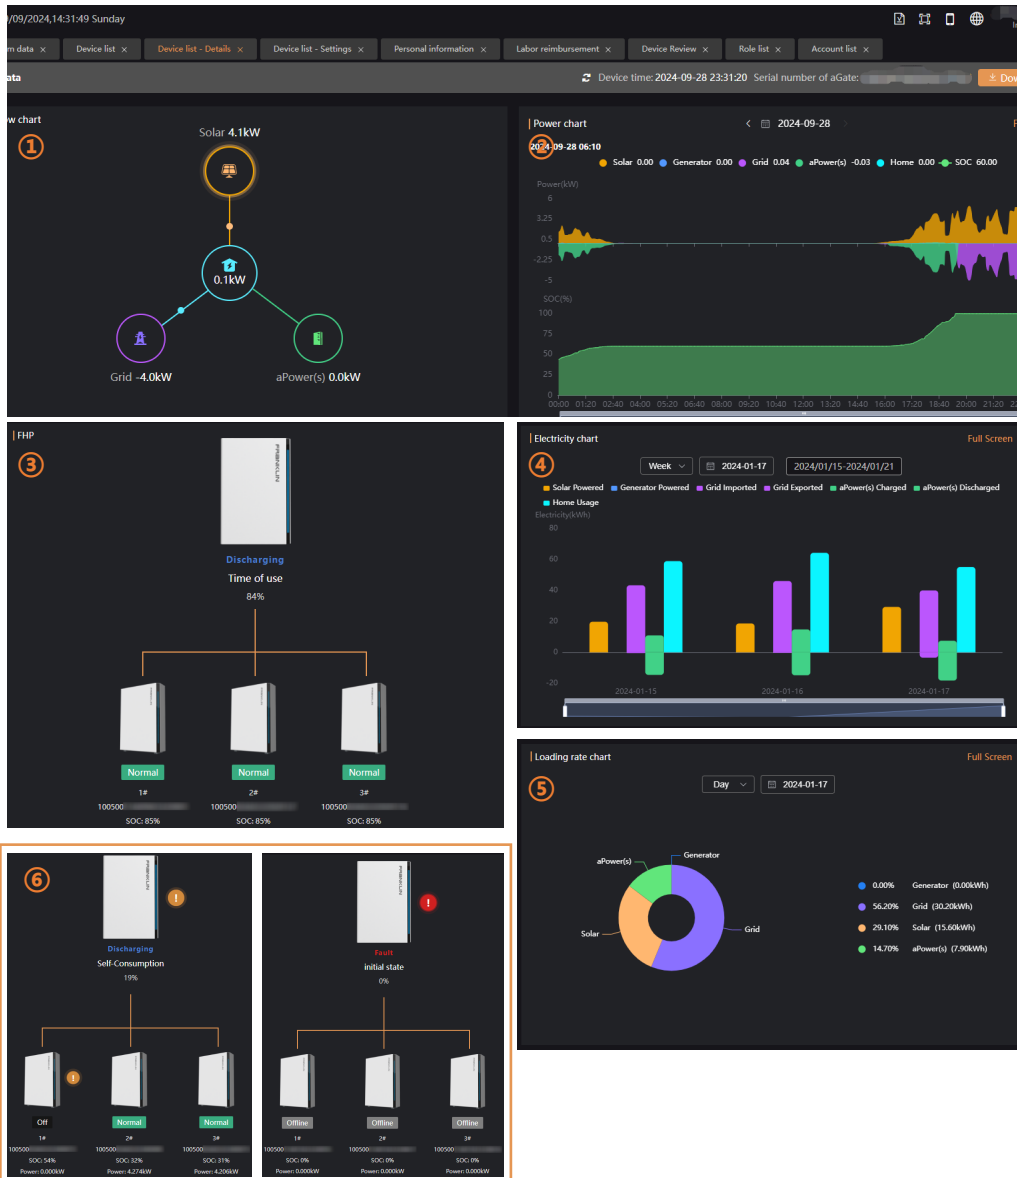 /09/2024,14:31:49 Sunday
data ×
Device list ×
Device list - Details ×
Device list - Settings ×
Personal information ×
Labor reimbursement ×
Device Review ×
Role list ×
Account list ×
Device time: 2024-09-28 23:31:20 Serial number of aGate:
chart
①
Solar 4.1kW
0.1kW
Grid -4.0kW
aPower(s) 0.0kW
Power chart
< 2024-09-28 >
②
2024-09-28 06:10
Solar 0.00 Generator 0.00 Grid 0.04 aPower(s) -0.03 Home 0.00 SOC 60.00
Power(kW)
6
3.25
0.5
-2.25
-5
SOC(%)
100
75
50
25
0
00:00 01:20 02:40 04:00 05:20 06:40 08:00 09:20 10:40 12:00 13:20 14:40 16:00 17:20 18:40 20:00 21:20
FHP
③
FRANKLIN
Discharging
Time of use
84%
Normal Normal Normal
1# 2# 3#
100500 100500 100500
SOC: 85% SOC: 85% SOC: 85%
Electricity chart
Full Screen
④
Week 2024-01-17 2024/01/15-2024/01/21
Solar Powered Generator Powered Grid Imported Grid Exported aPower(s) Charged aPower(s) Discharged
Home Usage
Electricity(kWh)
80
60
40
20
0
-20
2024-01-15 2024-01-16 2024-01-17
Loading rate chart
Full Screen
⑤
Day 2024-01-17
Generator
aPower(s)
Solar
Grid
0.00% Generator (0.00kWh)
56.20% Grid (30.20kWh)
29.10% Solar (15.60kWh)
14.70% aPower(s) (7.90kWh)
⑥
FRANKLIN
!
Discharging
Self-Consumption
19%
!
Off Normal Normal
1# 2# 3#
100500 100500 100500
SOC: 54% SOC: 32% SOC: 31%
Power: 0.000kW Power: 4.274kW Power: 4.206kW
FRANKLIN
!
Fault
initial state
0%
Offline Offline Offline
1# 2# 3#
100500 100500 100500
SOC: 0% SOC: 0% SOC: 0%
Power: 0.000kW Power: 0.000kW Power: 0.000kW